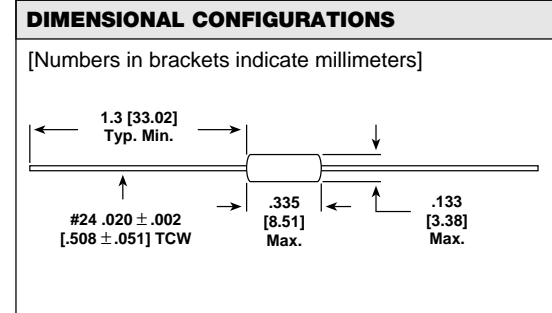 DIMENSIONAL CONFIGURATIONS
[Numbers in brackets indicate millimeters]
1.3 [33.02]
Typ. Min.
#24 .020 ± .002
[.508 ± .051] TCW
.335
[8.51]
Max.
.133
[3.38]
Max.